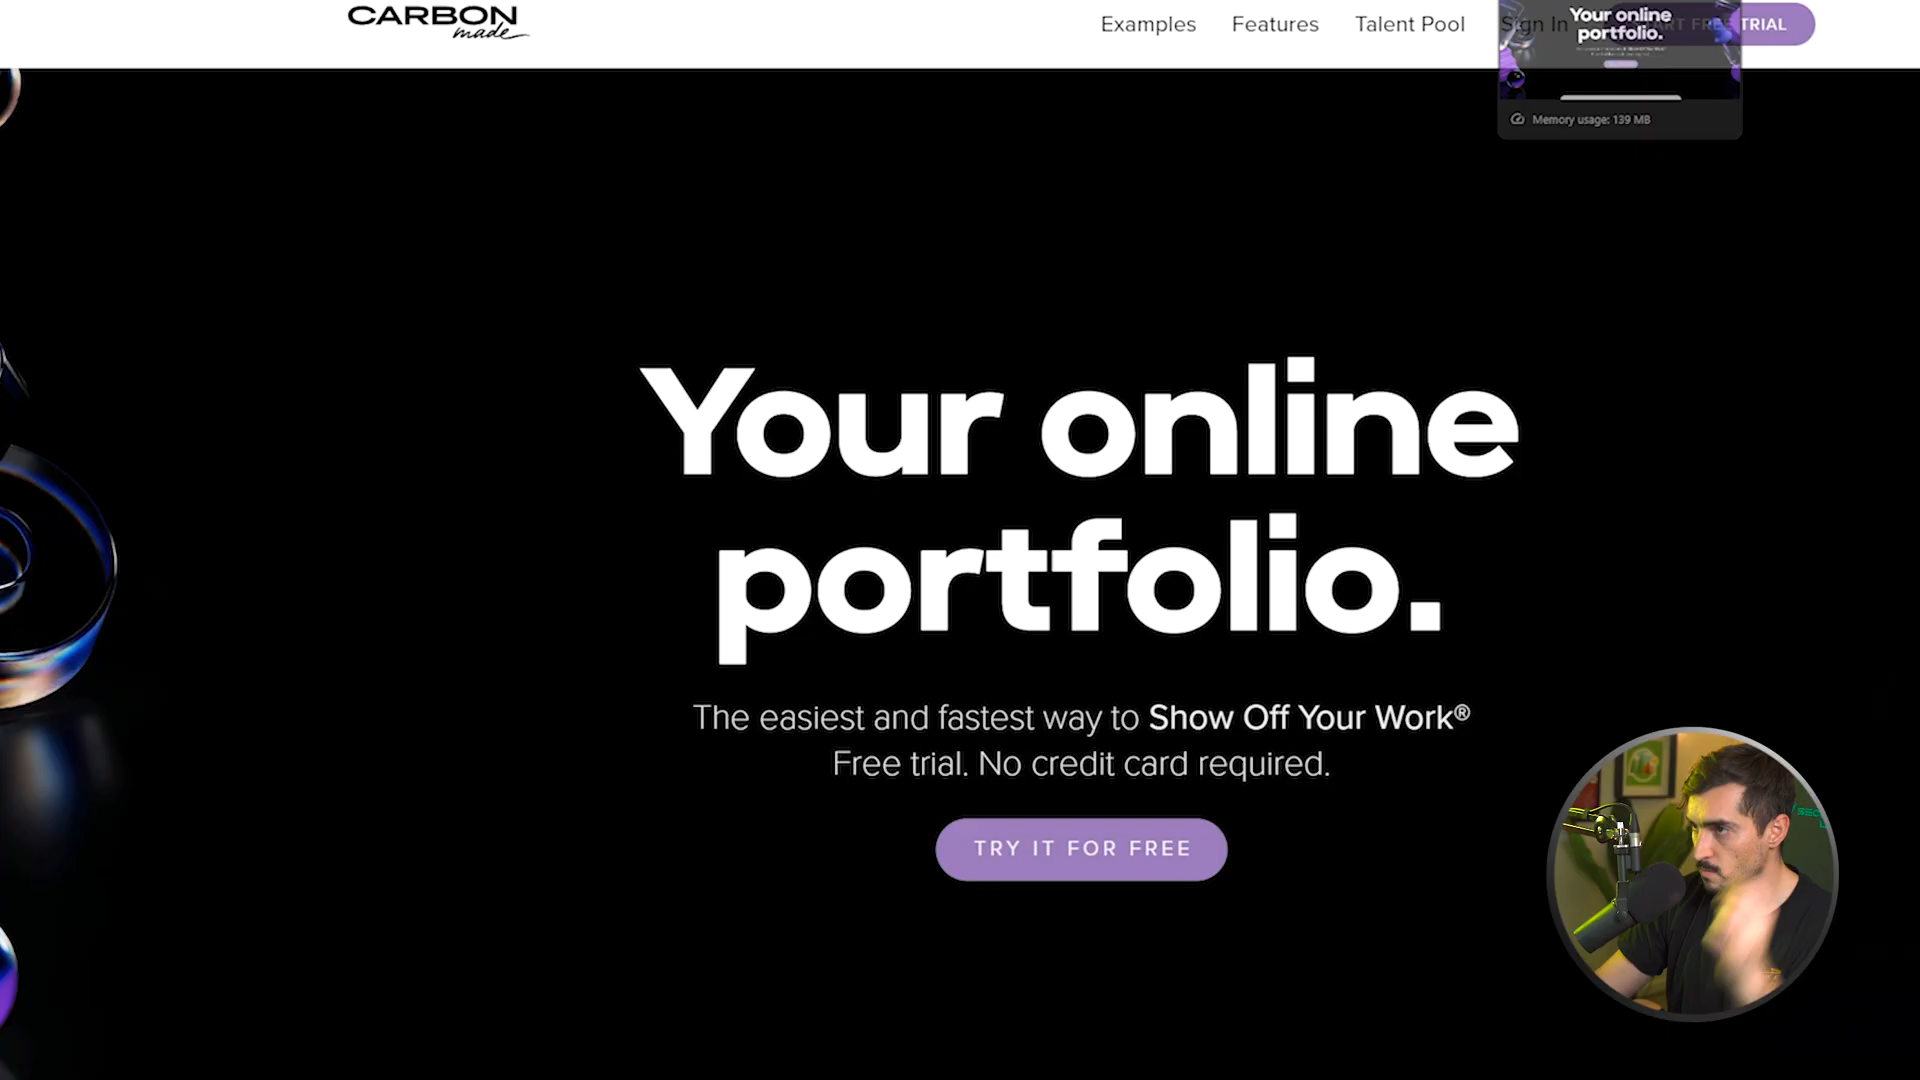 CARBON
made
Examples Features Talent Pool Sign In START FREE TRIAL
Your online
portfolio.
Memory usage: 139 MB
Your online
portfolio.
The easiest and fastest way to Show Off Your Work®
Free trial. No credit card required.
TRY IT FOR FREE